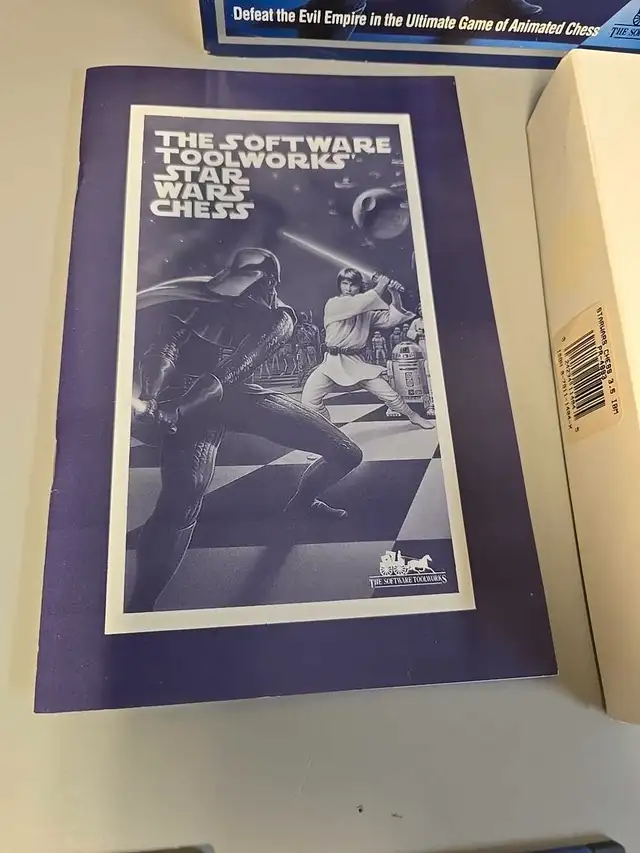 Defeat the Evil Empire in the Ultimate Game of Animated Chess
THE SOFTWARE
TOOLWORKS'
STAR
WARS
CHESS
THE SOFTWARE TOOLWORKS
STARWARS CHESS 3.5 IBM